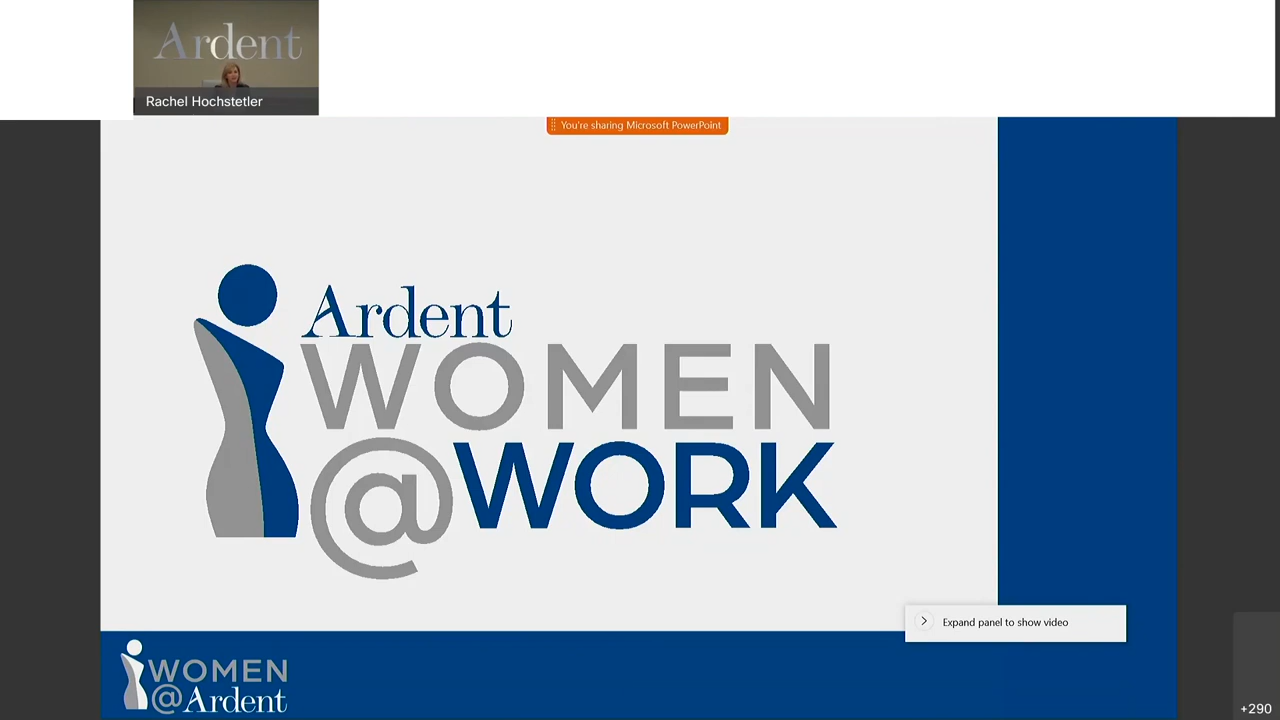 Ardent
Rachel Hochstetler
You're sharing Microsoft PowerPoint
Ardent
WOMEN
@WORK
Expand panel to show video
WOMEN
@Ardent
+290